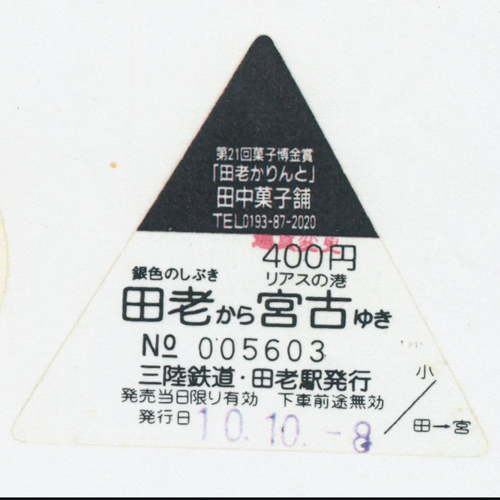 第21回菓子博金賞
「田老かりんと」
田中菓子舗
TEL0193-87-2020
運賃変更
400円
銀色のしぶき リアスの港
田老から宮古ゆき
№ 005603
三陸鉄道・田老駅発行
発売当日限り有効 下車前途無効
発行日 10.10.-8
小
田→宮